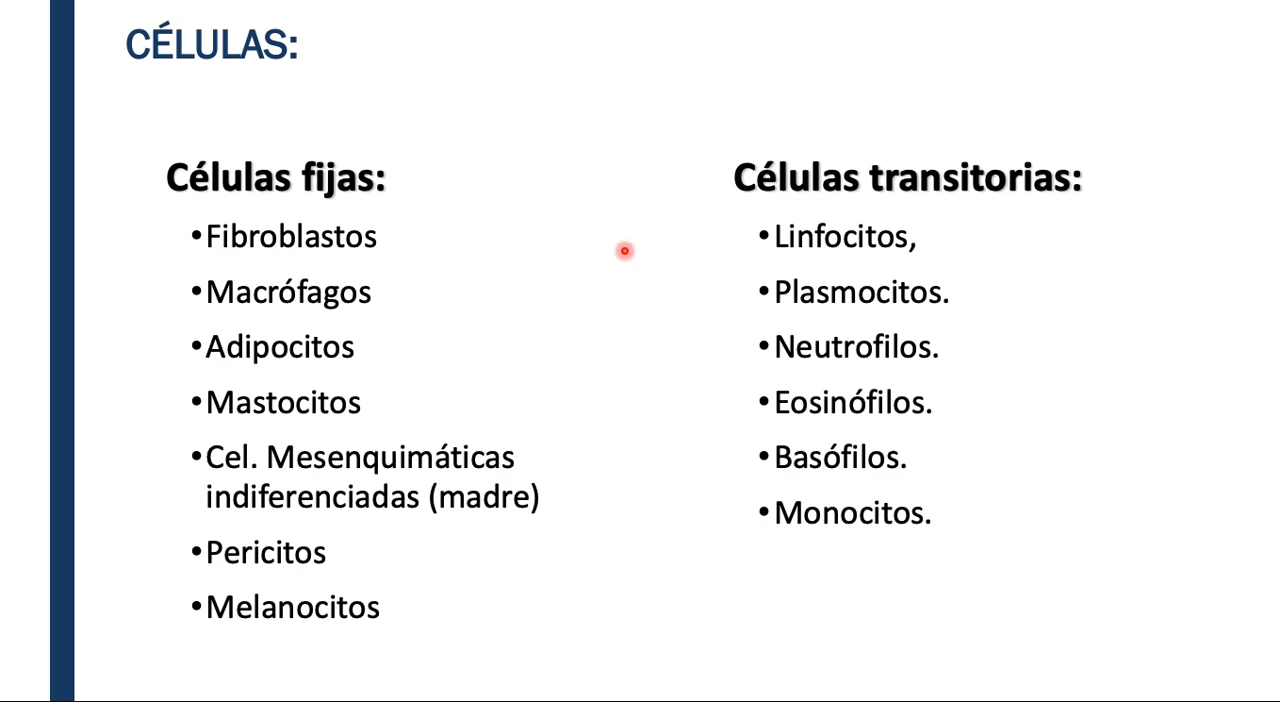 CÉLULAS:
Células fijas:
•Fibroblastos
•Macrófagos
•Adipocitos
•Mastocitos
•Cel. Mesenquimáticas
indiferenciadas (madre)
•Pericitos
•Melanocitos
Células transitorias:
•Linfocitos,
•Plasmocitos.
•Neutrofilos.
•Eosinófilos.
•Basófilos.
•Monocitos.